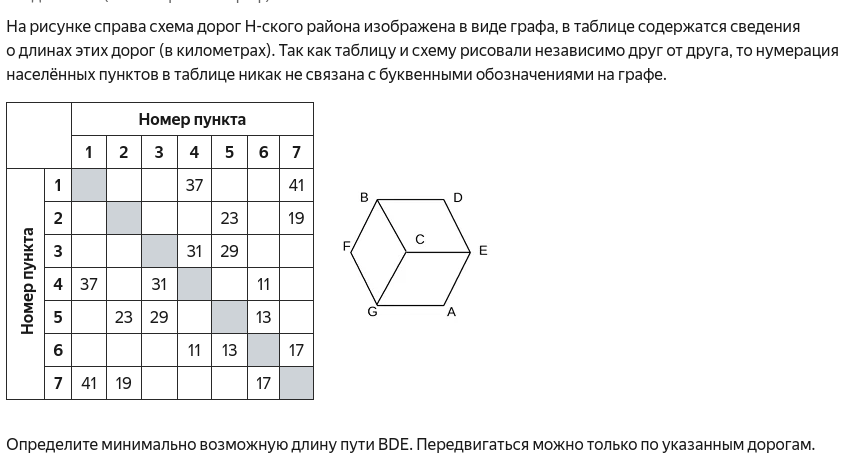 На рисунке справа схема дорог Н-ского района изображена в виде графа, в таблице содержатся сведения
о длинах этих дорог (в километрах). Так как таблицу и схему рисовали независимо друг от друга, то нумерация
населённых пунктов в таблице никак не связана с буквенными обозначениями на графе.
Номер пункта
1 2 3 4 5 6 7
Номер пункта
1 37 41
2 23 19
3 31 29
4 37 31 11
5 23 29 13
6 11 13 17
7 41 19 17
B D
F C E
G A
Определите минимально возможную длину пути BDE. Передвигаться можно только по указанным дорогам.